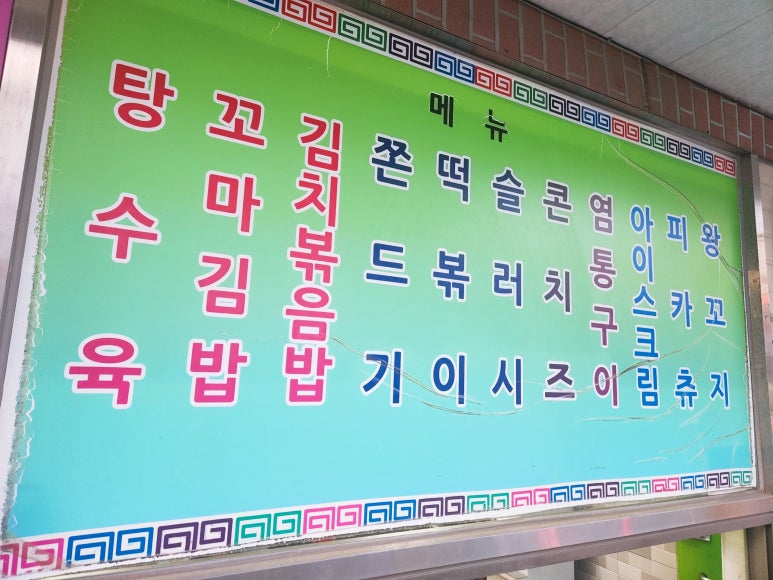 메뉴
탕수육
꼬마김밥
김치볶음밥
쫀드기
떡볶이
슬러시
콘치즈
염통구이
아이스크림
피카츄
왕꼬지